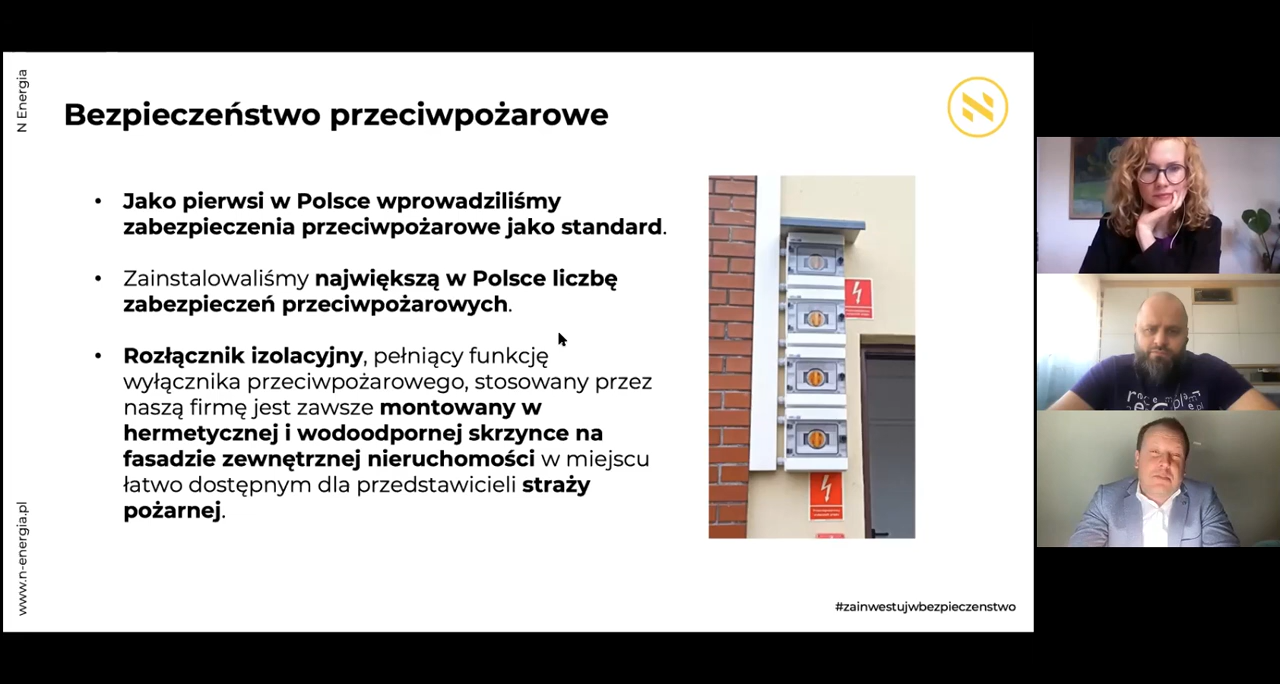 N Energia
Bezpieczeństwo przeciwpożarowe
• Jako pierwsi w Polsce wprowadziliśmy
zabezpieczenia przeciwpożarowe jako standard.
• Zainstalowaliśmy największą w Polsce liczbę
zabezpieczeń przeciwpożarowych.
• Rozłącznik izolacyjny, pełniący funkcję
wyłącznika przeciwpożarowego, stosowany przez
naszą firmę jest zawsze montowany w
hermetycznej i wodoodpornej skrzynce na
fasadzie zewnętrznej nieruchomości w miejscu
łatwo dostępnym dla przedstawicieli straży
pożarnej.
www.n-energia.pl
#zainwestujwbezpieczenstwo